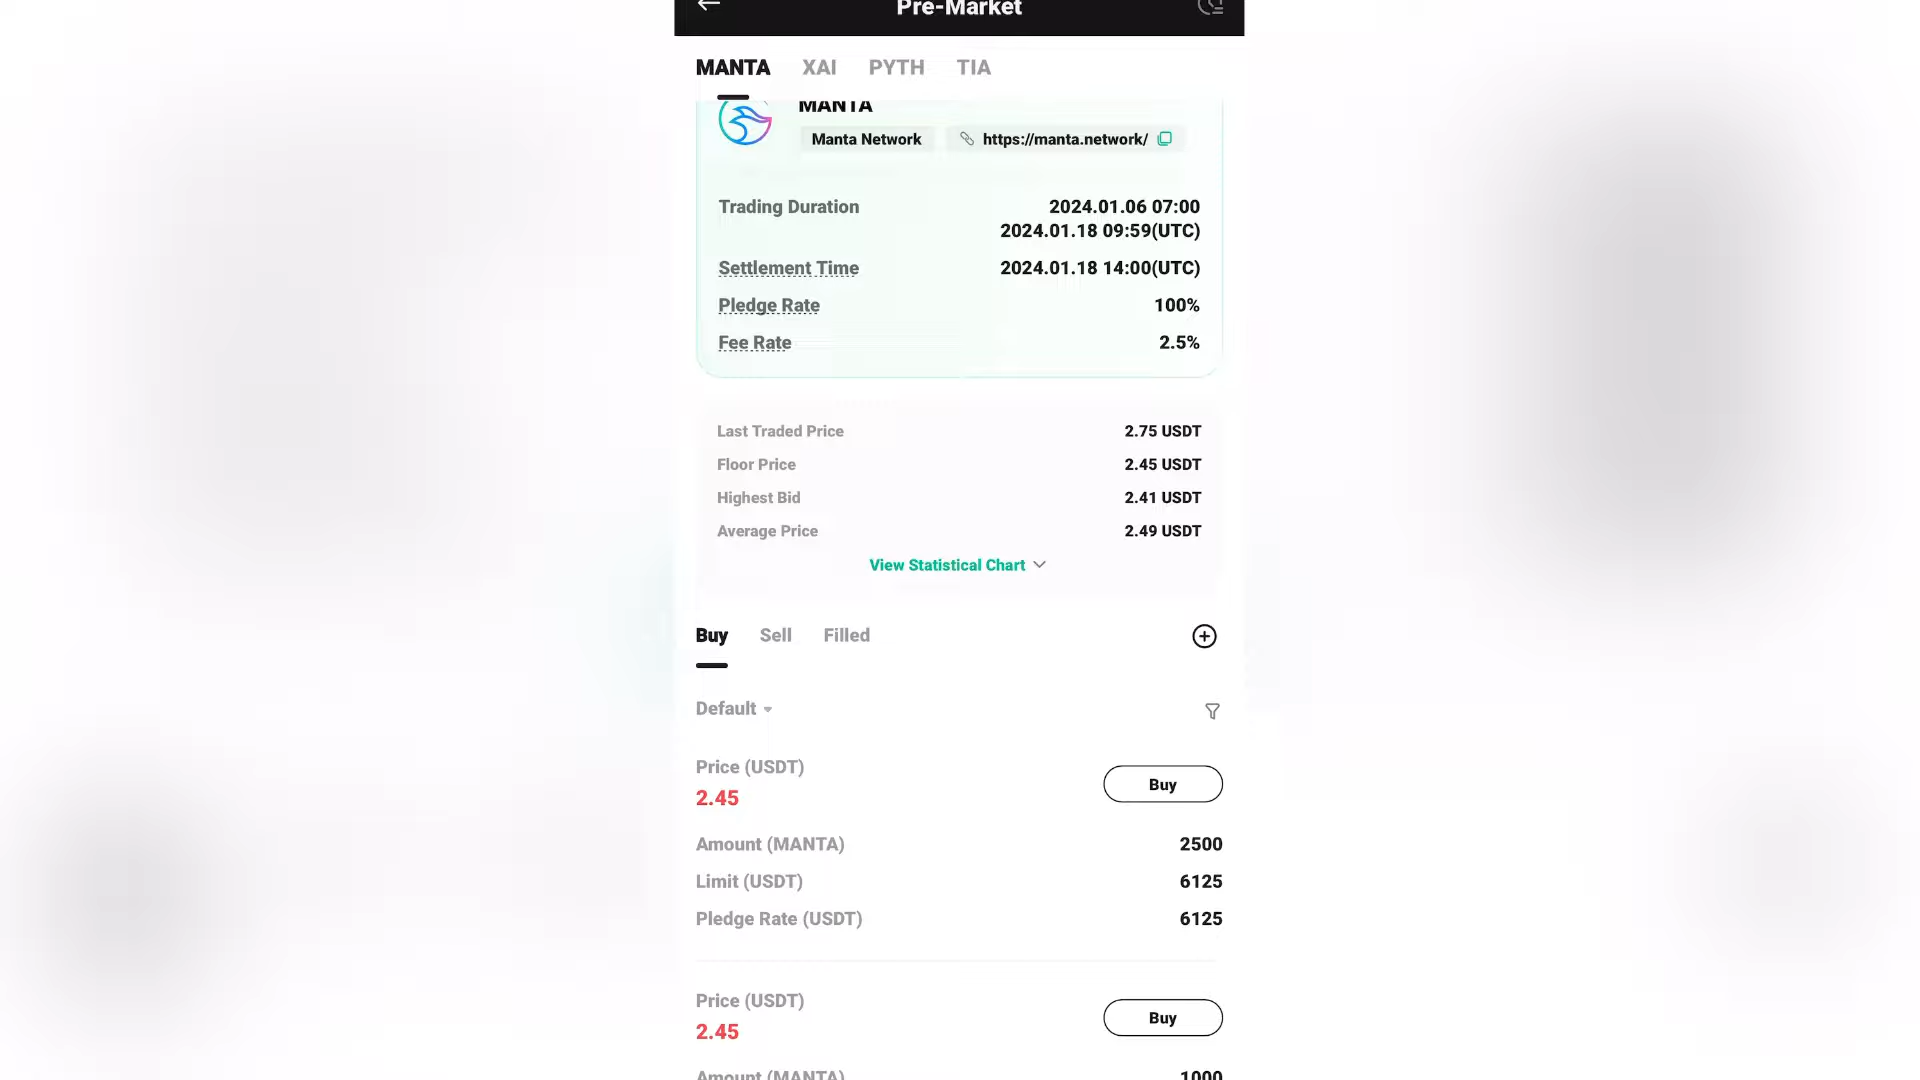 Pre-Market
MANTA XAI PYTH TIA
MANTA
Manta Network https://manta.network/
Trading Duration 2024.01.06 07:00
2024.01.18 09:59(UTC)
Settlement Time 2024.01.18 14:00(UTC)
Pledge Rate 100%
Fee Rate 2.5%
Last Traded Price 2.75 USDT
Floor Price 2.45 USDT
Highest Bid 2.41 USDT
Average Price 2.49 USDT
View Statistical Chart
Buy Sell Filled
Default
Price (USDT)
2.45 Buy
Amount (MANTA) 2500
Limit (USDT) 6125
Pledge Rate (USDT) 6125
Price (USDT)
2.45 Buy
Amount (MANTA) 1000